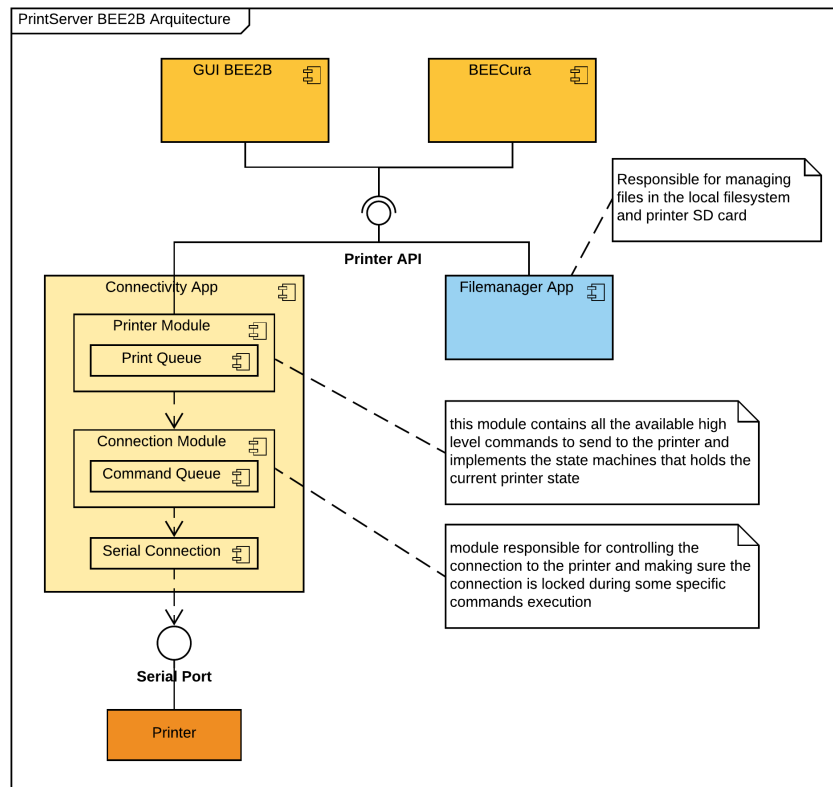 PrintServer BEE2B Arquitecture
GUI BEE2B
BEECura
Responsible for managing
files in the local filesystem
and printer SD card
Printer API
Connectivity App
Filemanager App
Printer Module
Print Queue
this module contains all the available high
level commands to send to the printer and
implements the state machines that holds the
current printer state
Connection Module
Command Queue
Serial Connection
module responsible for controlling the
connection to the printer and making sure the
connection is locked during some specific
commands execution
Serial Port
Printer